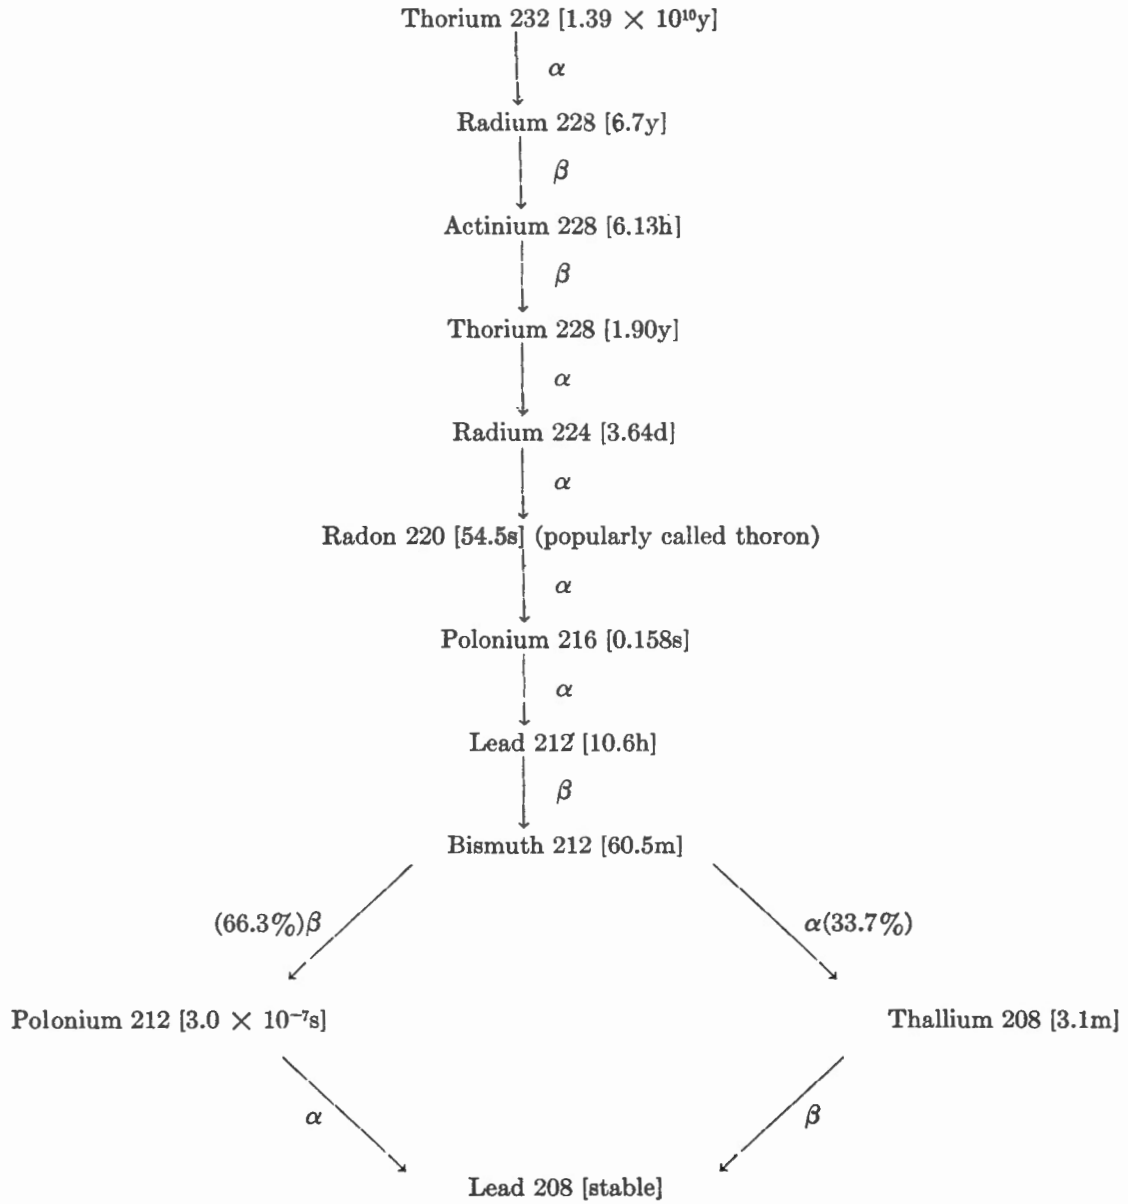 Thorium 232 [1.39 × 10¹⁰y]
α
Radium 228 [6.7y]
β
Actinium 228 [6.13h]
β
Thorium 228 [1.90y]
α
Radium 224 [3.64d]
α
Radon 220 [54.5s] (popularly called thoron)
α
Polonium 216 [0.158s]
α
Lead 212 [10.6h]
β
Bismuth 212 [60.5m]
(66.3%)β
α(33.7%)
Polonium 212 [3.0 × 10⁻⁷s]
Thallium 208 [3.1m]
α
β
Lead 208 [stable]